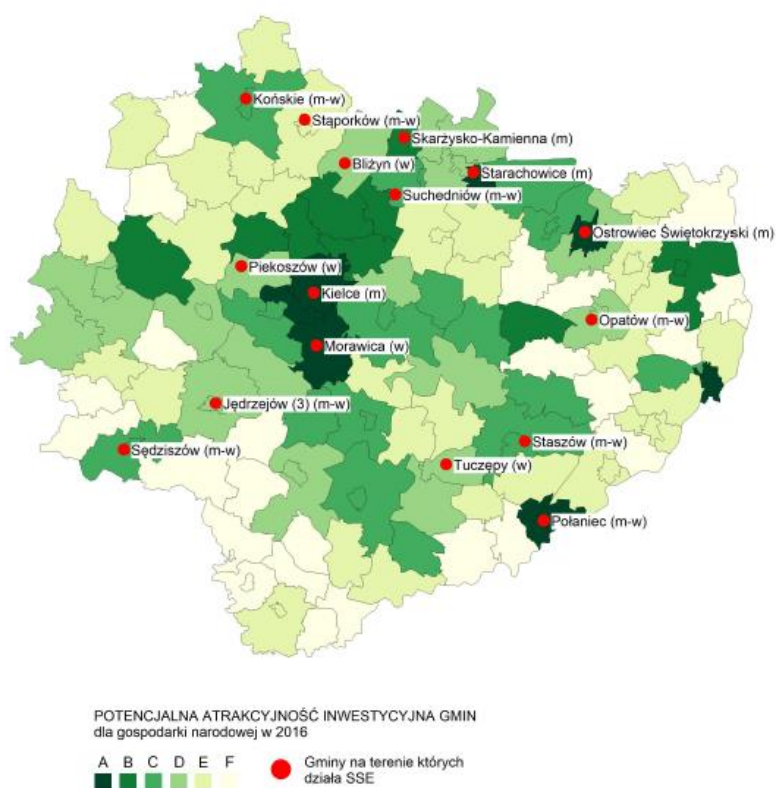 Końskie (m-w)
Stąporków (m-w)
Skarżysko-Kamienna (m)
Bliżyn (w)
Starachowice (m)
Suchedniów (m-w)
Ostrowiec Świętokrzyski (m)
Piekoszów (w)
Kielce (m)
Opatów (m-w)
Morawica (w)
Jędrzejów (3) (m-w)
Staszów (m-w)
Sędziszów (m-w)
Tuczępy (w)
Połaniec (m-w)
POTENCJALNA ATRAKCYJNOŚĆ INWESTYCYJNA GMIN
dla gospodarki narodowej w 2016
A B C D E F
Gminy na terenie których
działa SSE